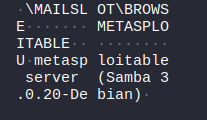 ·\MAILSL OT\BROWS
E······· METASPLO
ITABLE·· ········
U·metasp loitable
 server  (Samba 3
.0.20-De bian)·